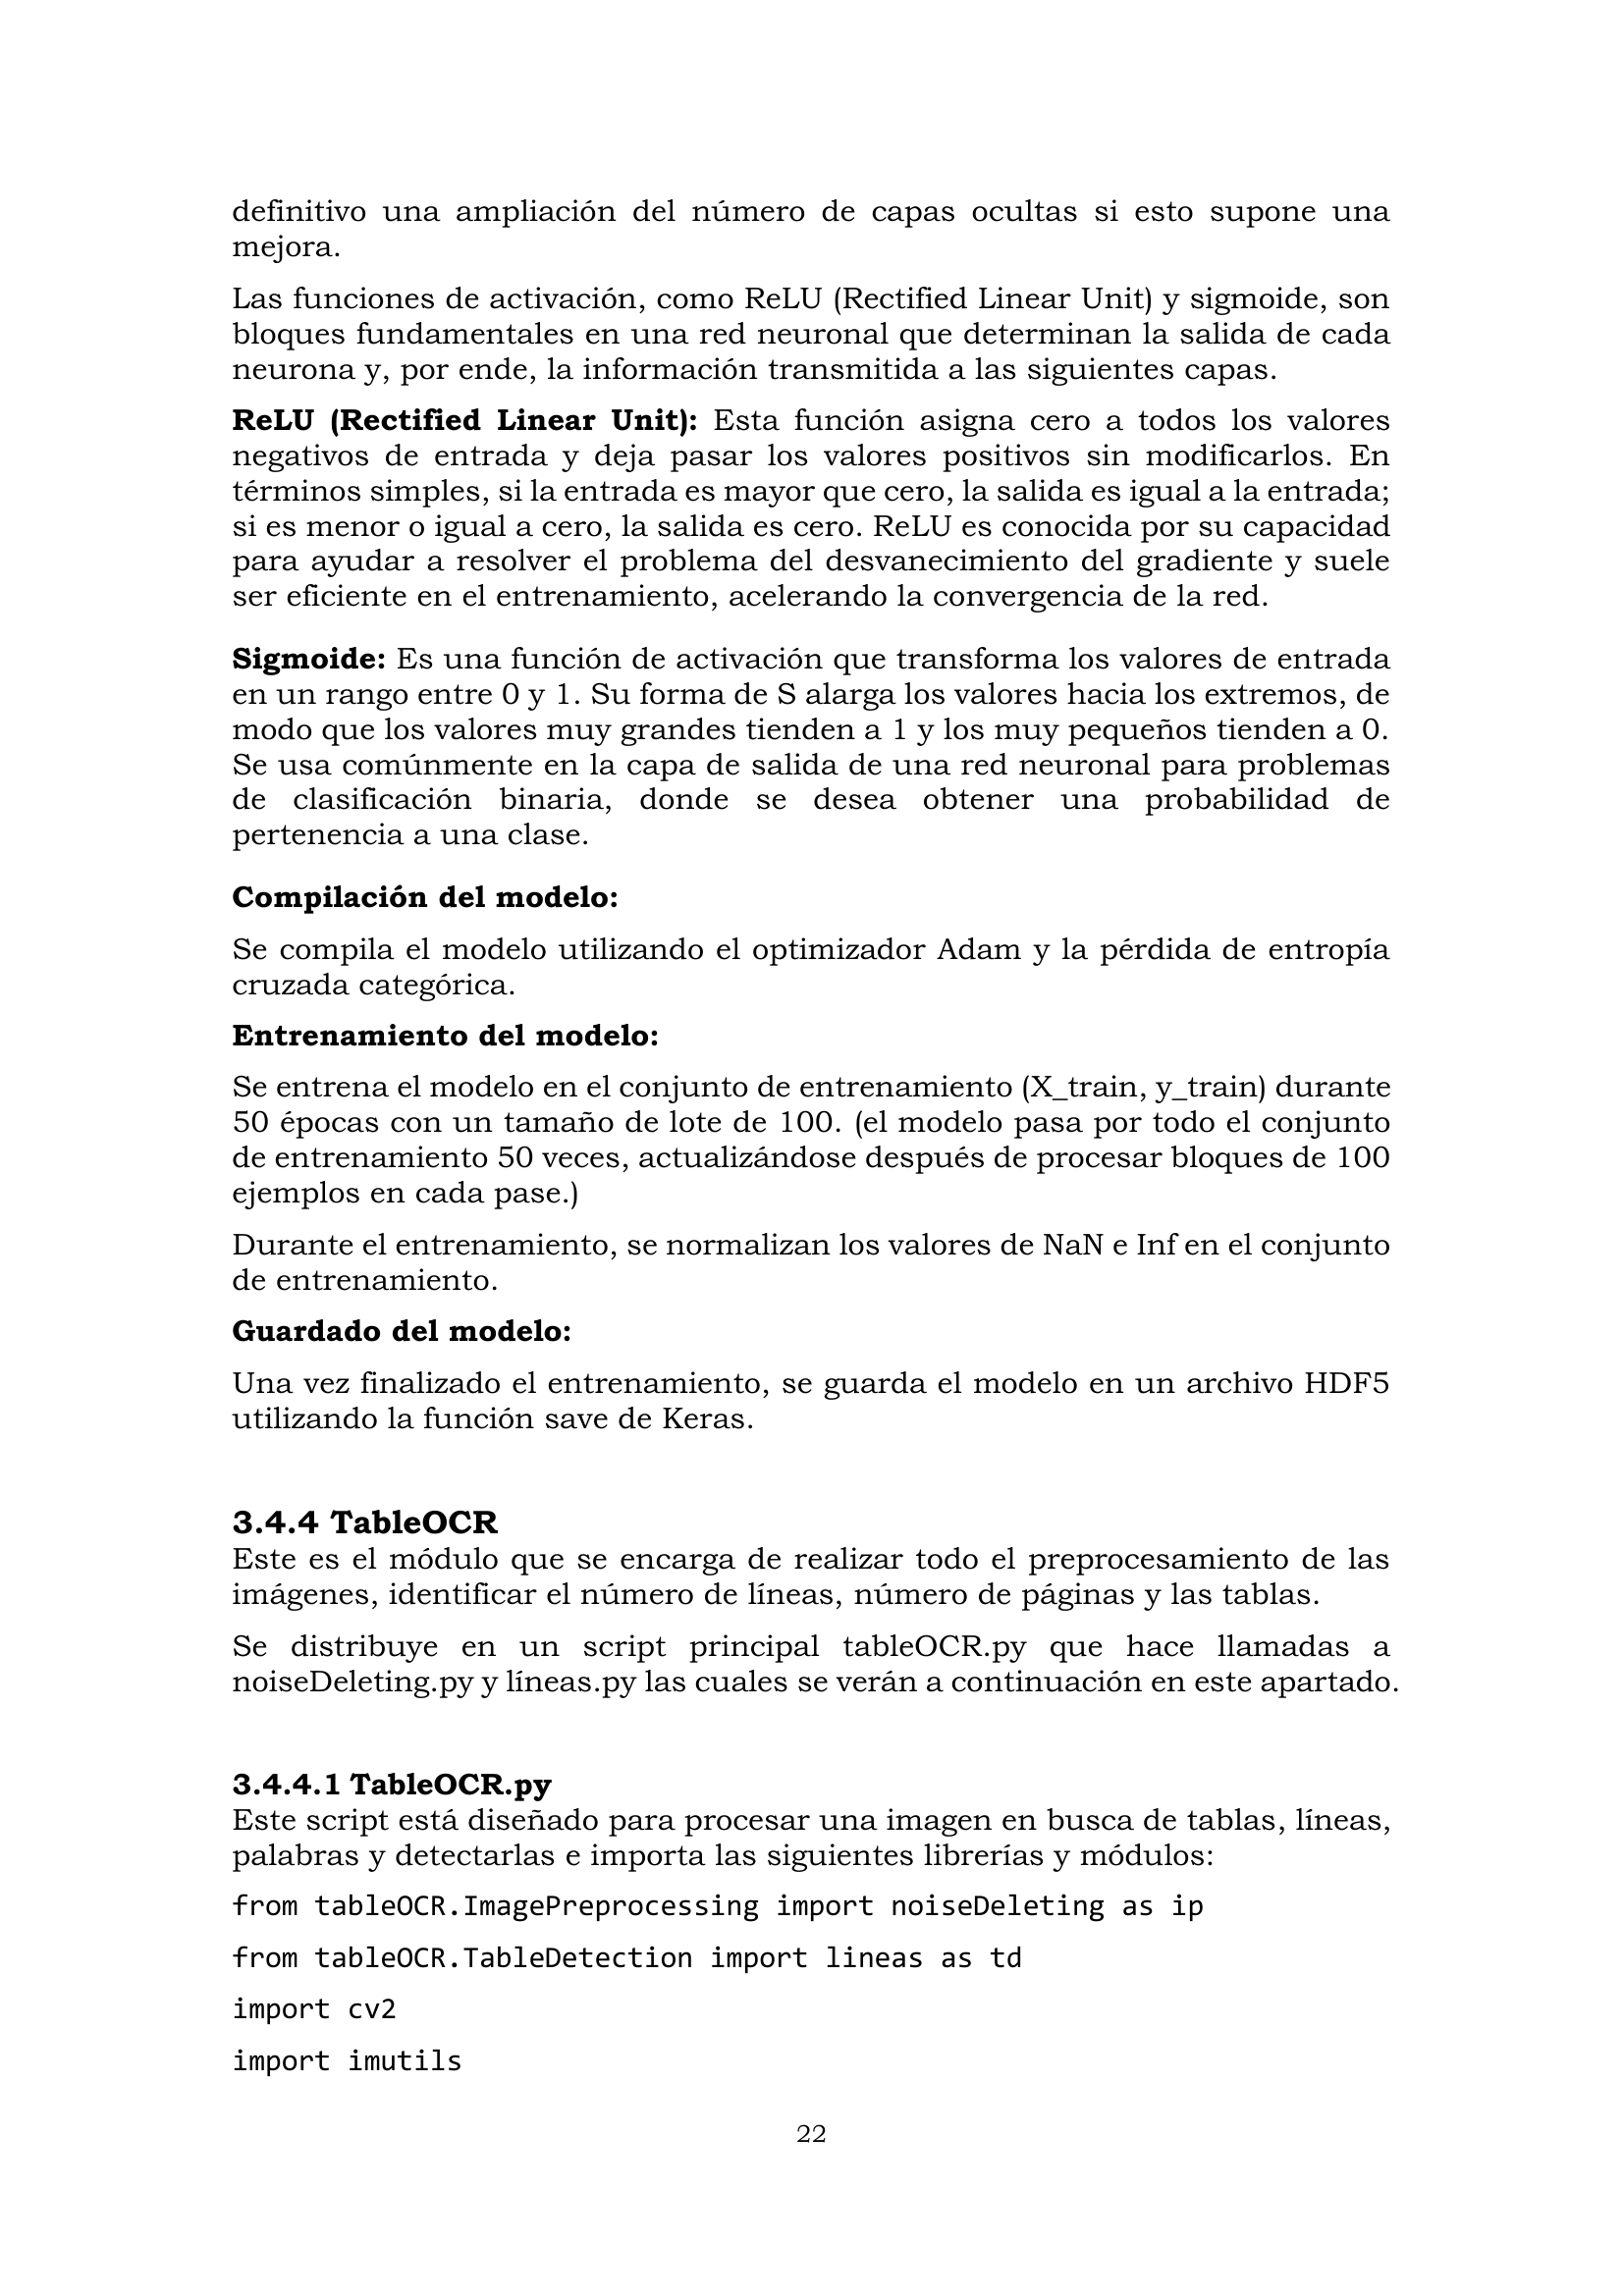 definitivo una ampliación del número de capas ocultas si esto supone una
mejora.
Las funciones de activación, como ReLU (Rectified Linear Unit) y sigmoide, son
bloques fundamentales en una red neuronal que determinan la salida de cada
neurona y, por ende, la información transmitida a las siguientes capas.
ReLU (Rectified Linear Unit): Esta función asigna cero a todos los valores
negativos de entrada y deja pasar los valores positivos sin modificarlos. En
términos simples, si la entrada es mayor que cero, la salida es igual a la entrada;
si es menor o igual a cero, la salida es cero. ReLU es conocida por su capacidad
para ayudar a resolver el problema del desvanecimiento del gradiente y suele
ser eficiente en el entrenamiento, acelerando la convergencia de la red.
Sigmoide: Es una función de activación que transforma los valores de entrada
en un rango entre 0 y 1. Su forma de S alarga los valores hacia los extremos, de
modo que los valores muy grandes tienden a 1 y los muy pequeños tienden a 0.
Se usa comúnmente en la capa de salida de una red neuronal para problemas
de clasificación binaria, donde se desea obtener una probabilidad de
pertenencia a una clase.
Compilación del modelo:
Se compila el modelo utilizando el optimizador Adam y la pérdida de entropía
cruzada categórica.
Entrenamiento del modelo:
Se entrena el modelo en el conjunto de entrenamiento (X_train, y_train) durante
50 épocas con un tamaño de lote de 100. (el modelo pasa por todo el conjunto
de entrenamiento 50 veces, actualizándose después de procesar bloques de 100
ejemplos en cada pase.)
Durante el entrenamiento, se normalizan los valores de NaN e Inf en el conjunto
de entrenamiento.
Guardado del modelo:
Una vez finalizado el entrenamiento, se guarda el modelo en un archivo HDF5
utilizando la función save de Keras.
3.4.4 TableOCR
Este es el módulo que se encarga de realizar todo el preprocesamiento de las
imágenes, identificar el número de líneas, número de páginas y las tablas.
Se distribuye en un script principal tableOCR.py que hace llamadas a
noiseDeleting.py y líneas.py las cuales se verán a continuación en este apartado.
3.4.4.1 TableOCR.py
Este script está diseñado para procesar una imagen en busca de tablas, líneas,
palabras y detectarlas e importa las siguientes librerías y módulos:
from tableOCR.ImagePreprocessing import noiseDeleting as ip
from tableOCR.TableDetection import lineas as td
import cv2
import imutils
22